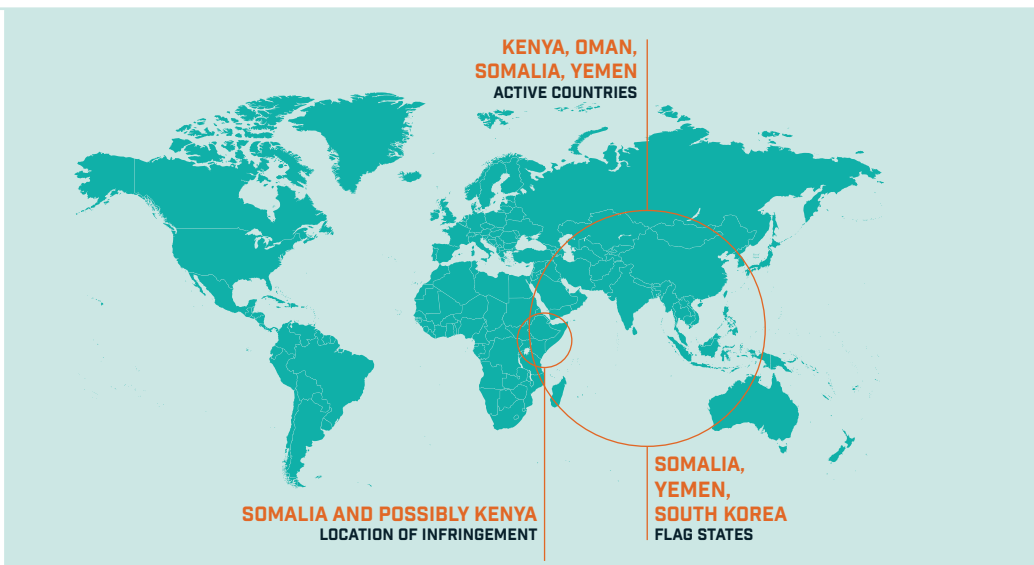 KENYA, OMAN,
SOMALIA, YEMEN
ACTIVE COUNTRIES
SOMALIA AND POSSIBLY KENYA
LOCATION OF INFRINGEMENT
SOMALIA,
YEMEN,
SOUTH KOREA
FLAG STATES